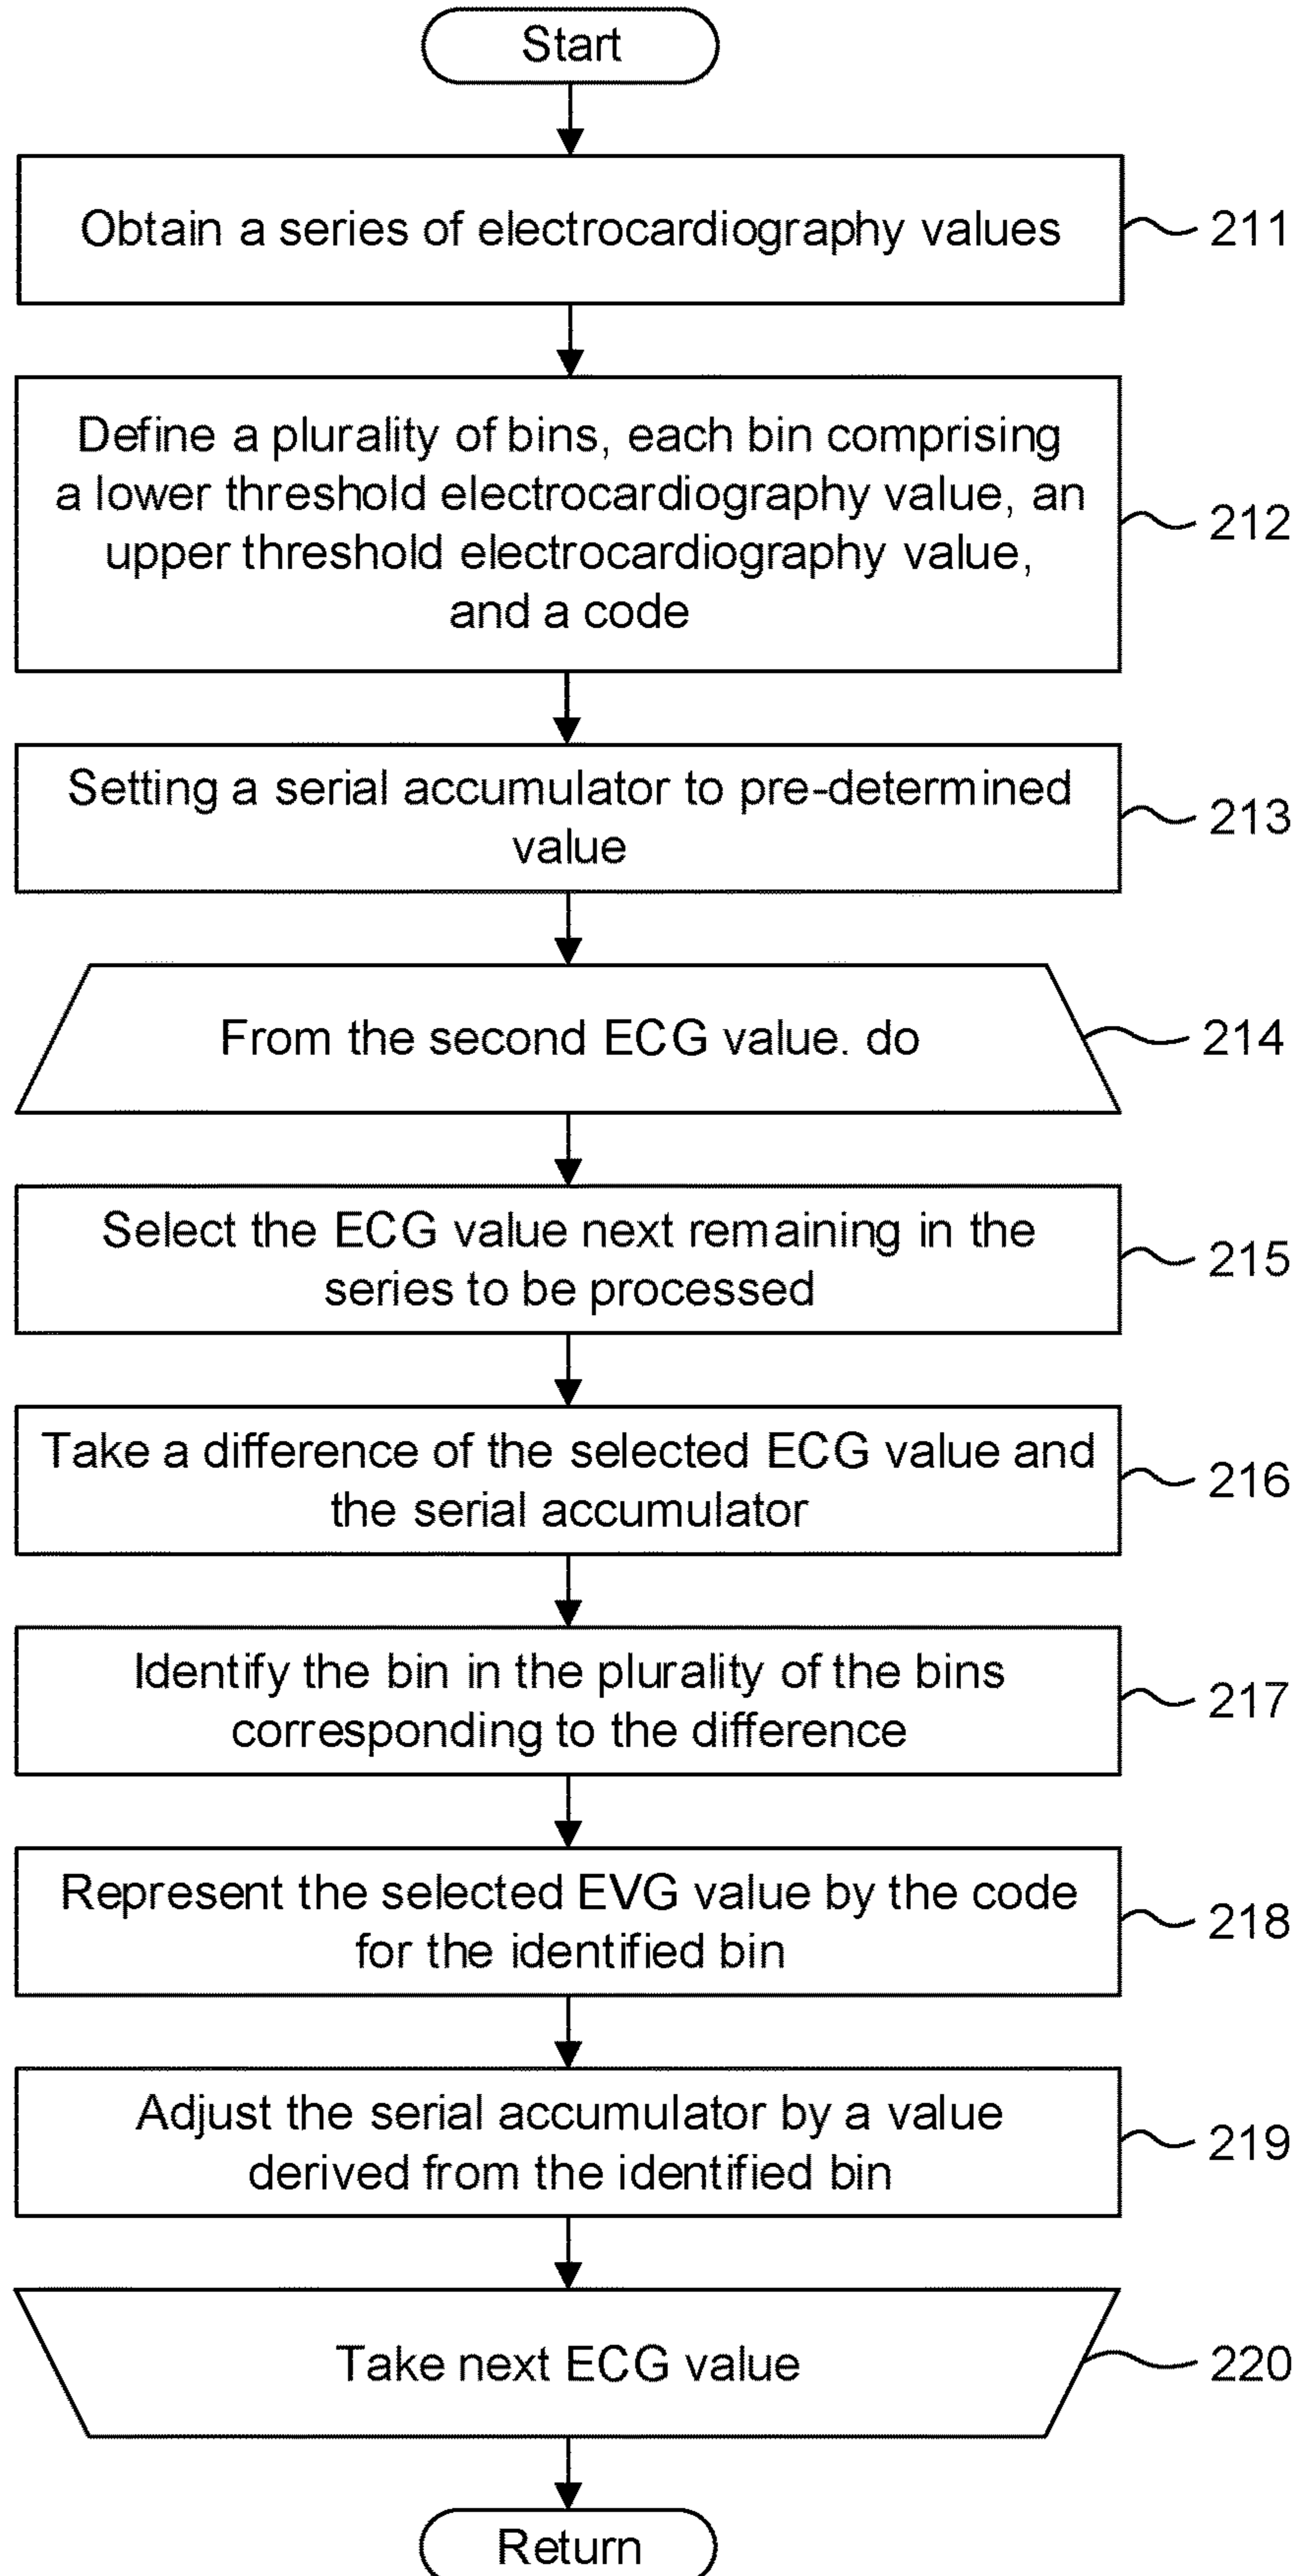 Start
Obtain a series of electrocardiography values
211
Define a plurality of bins, each bin comprising
a lower threshold electrocardiography value, an
upper threshold electrocardiography value,
and a code
212
Setting a serial accumulator to pre-determined
value
213
From the second ECG value. do
214
Select the ECG value next remaining in the
series to be processed
215
Take a difference of the selected ECG value and
the serial accumulator
216
Identify the bin in the plurality of the bins
corresponding to the difference
217
Represent the selected EVG value by the code
for the identified bin
218
Adjust the serial accumulator by a value
derived from the identified bin
219
Take next ECG value
220
Return